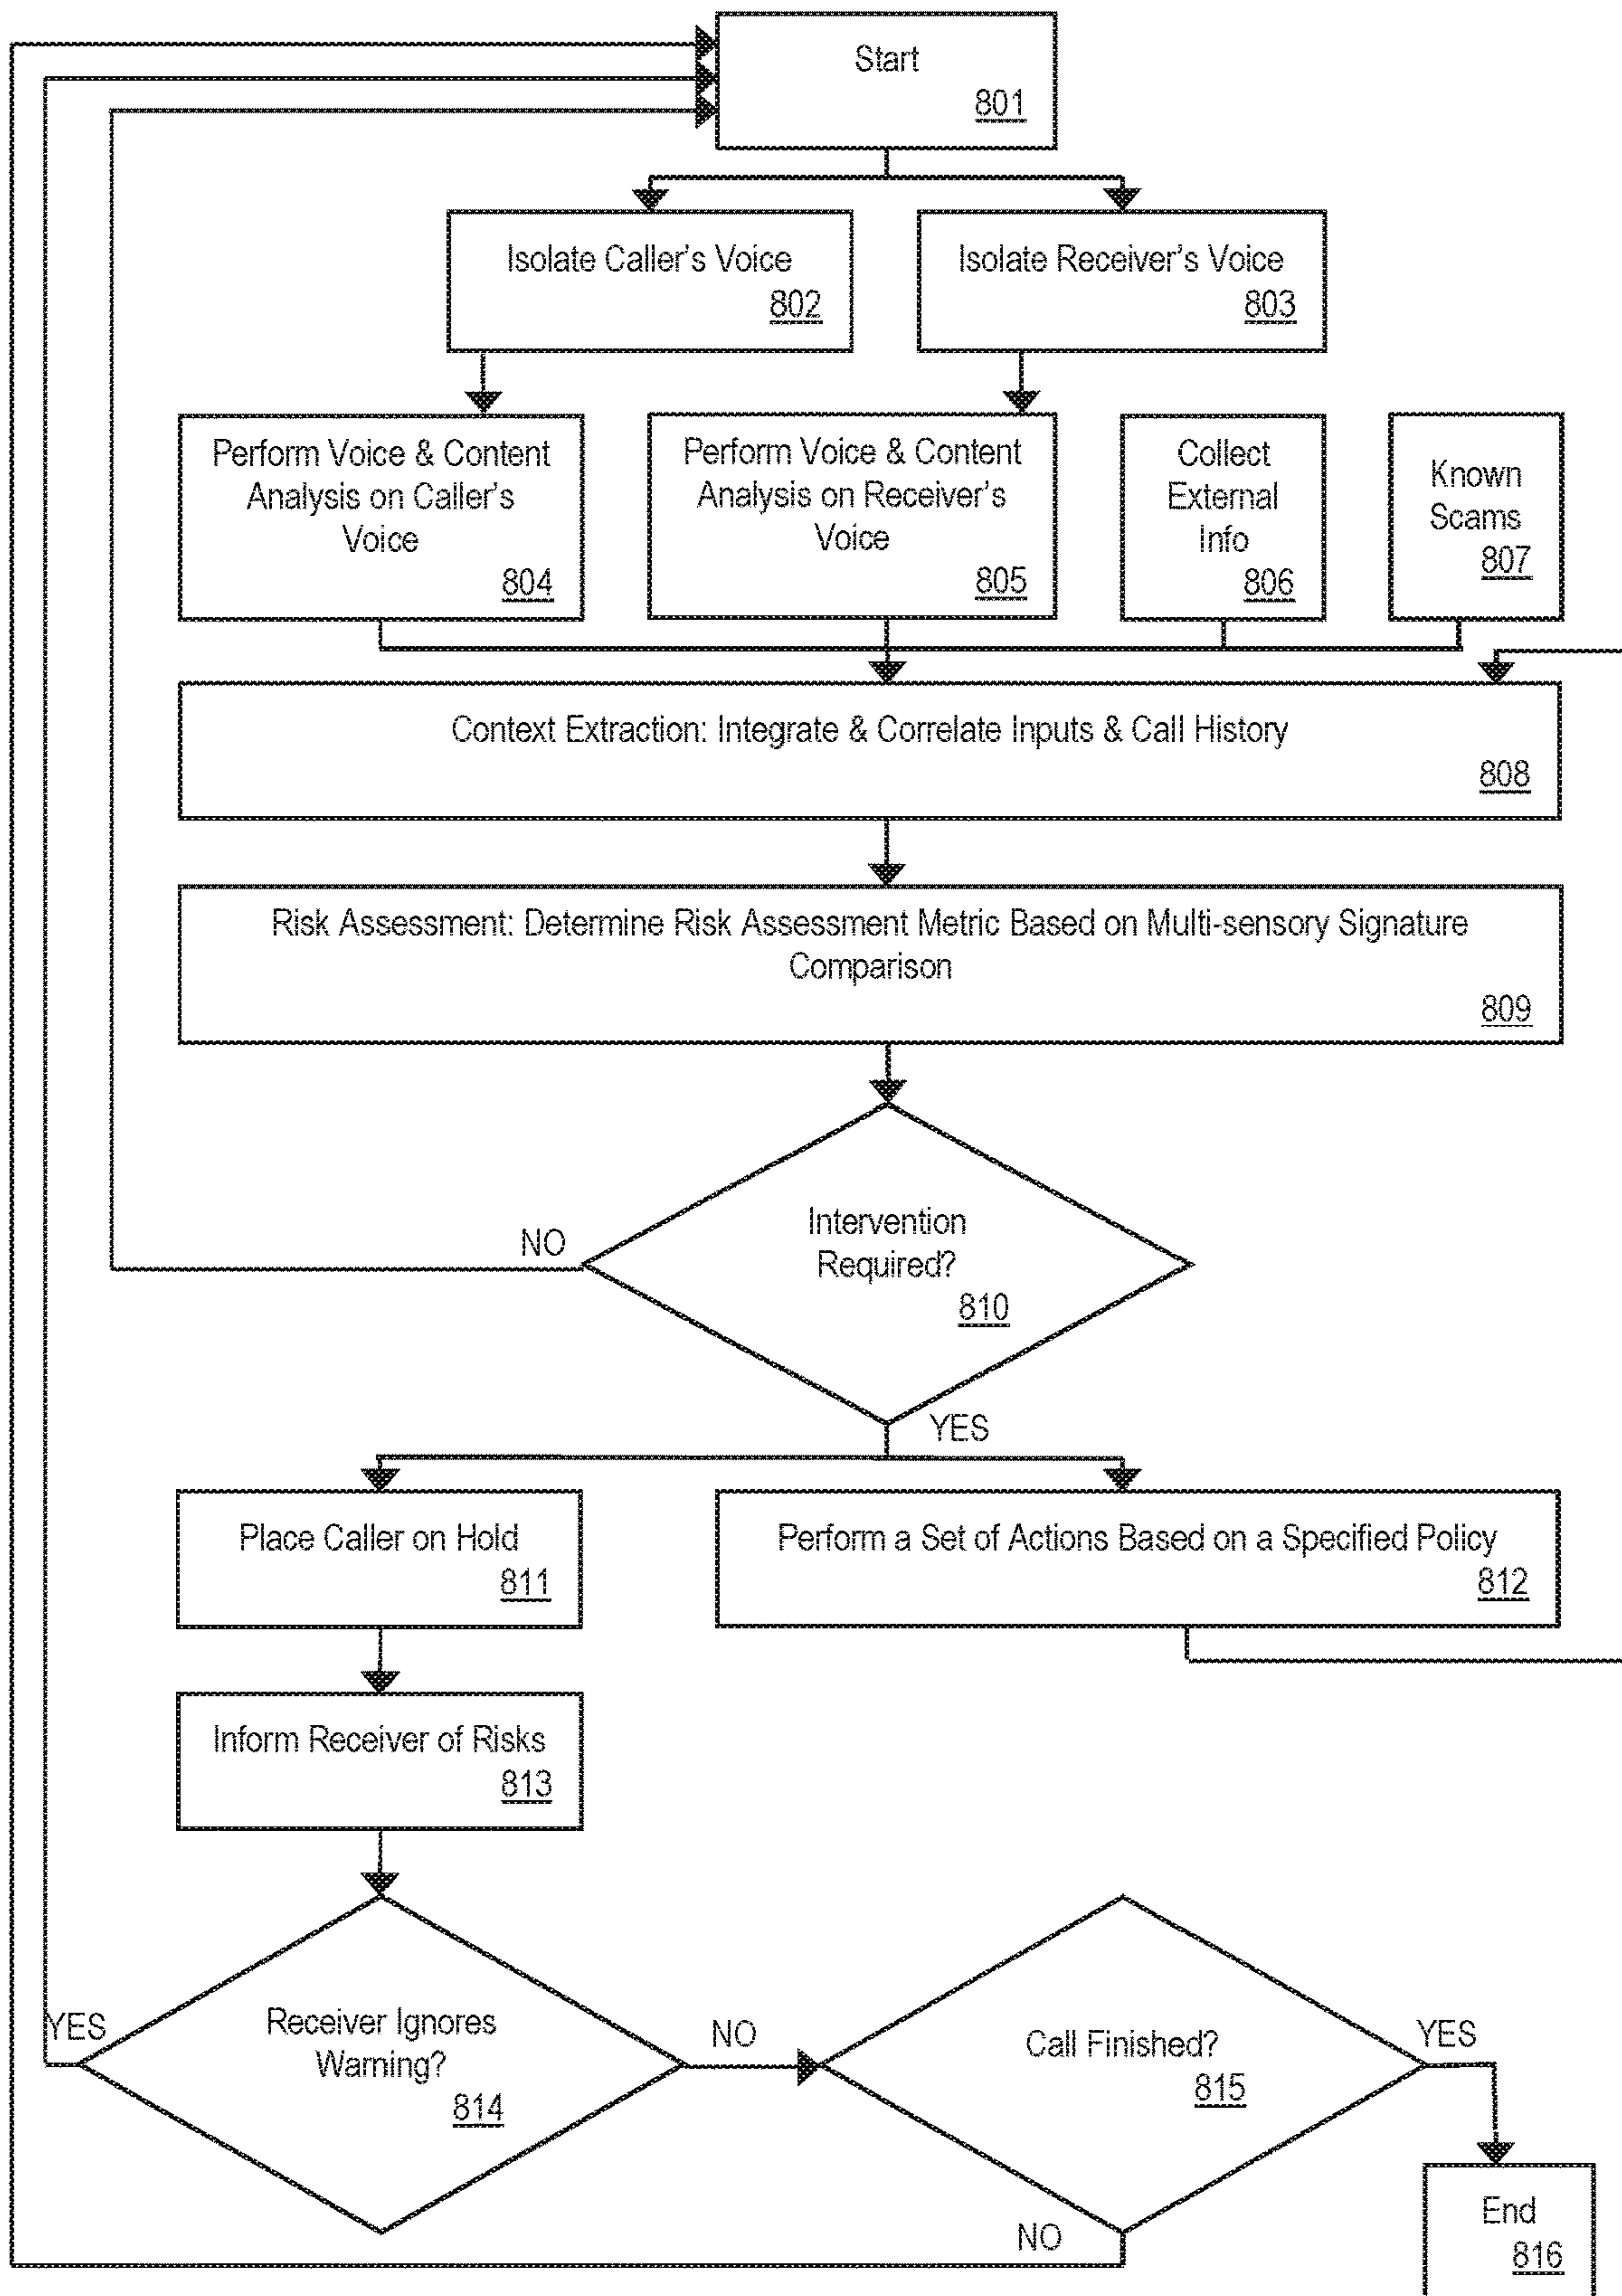 Start
801
Isolate Caller's Voice
802
Isolate Receiver's Voice
803
Perform Voice & Content
Analysis on Caller's
Voice
804
Perform Voice & Content
Analysis on Receiver's
Voice
805
Collect
External
Info
806
Known
Scams
807
Context Extraction: Integrate & Correlate Inputs & Call History
808
Risk Assessment: Determine Risk Assessment Metric Based on Multi-sensory Signature
Comparison
809
Intervention
Required?
810
NO
YES
Place Caller on Hold
811
Perform a Set of Actions Based on a Specified Policy
812
Inform Receiver of Risks
813
Receiver Ignores
Warning?
814
YES
NO
Call Finished?
815
YES
NO
End
816